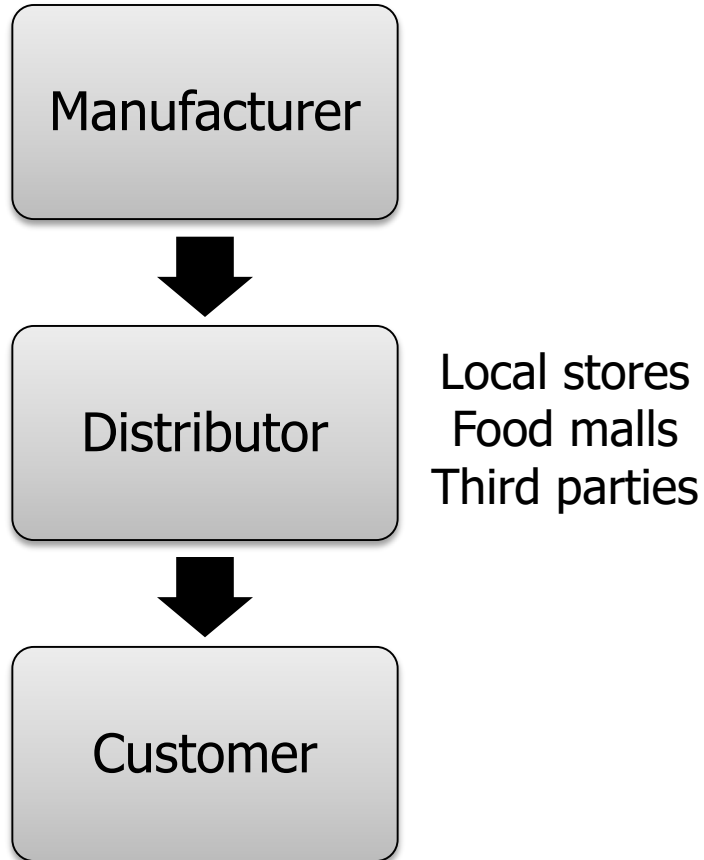 Manufacturer
Distributor
Local stores
Food malls
Third parties
Customer